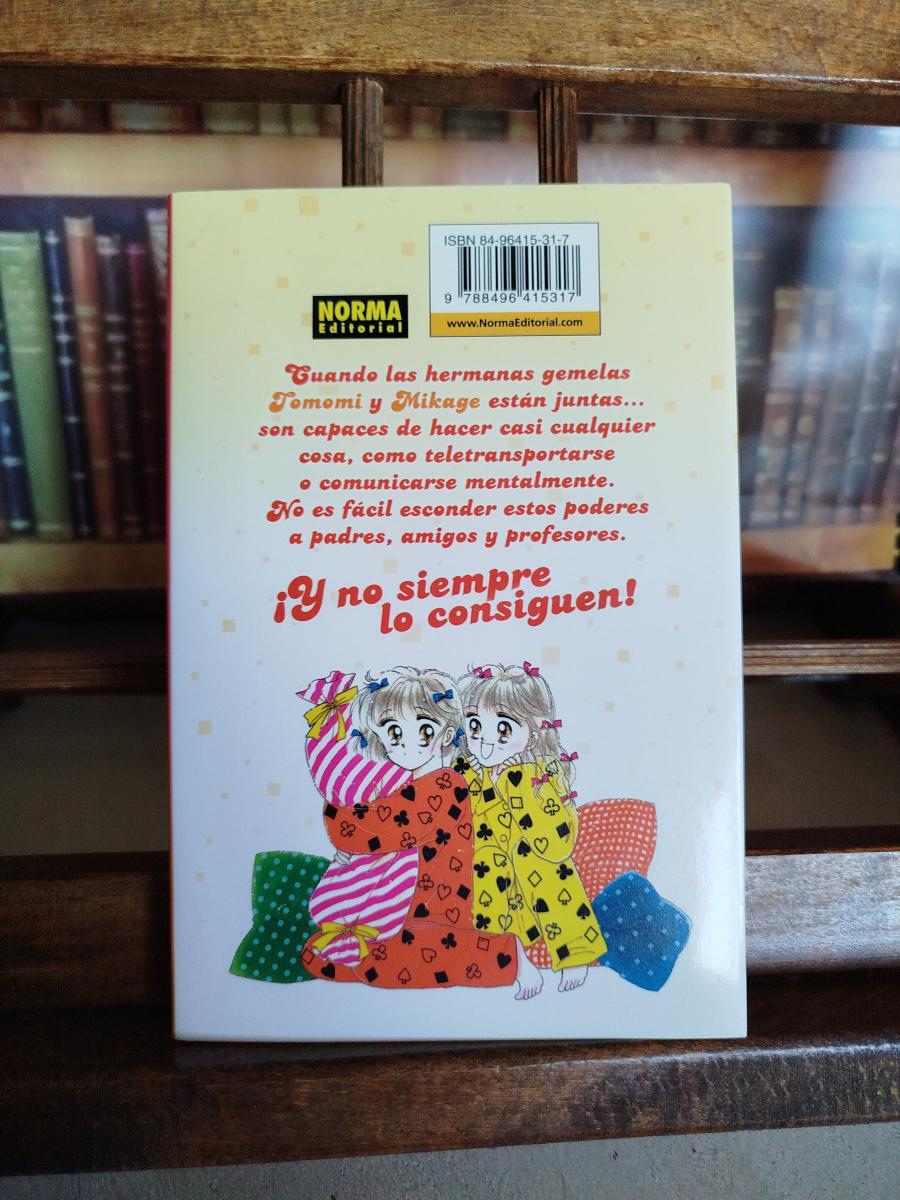 ISBN 84-96415-31-7
9 788496 415317
www.NormaEditorial.com
NORMA
Editorial
Cuando las hermanas gemelas
Tomomi y Mikage están juntas...
son capaces de hacer casi cualquier
cosa, como teletransportarse
o comunicarse mentalmente.
No es fácil esconder estos poderes
a padres, amigos y profesores.
¡Y no siempre
lo consiguen!